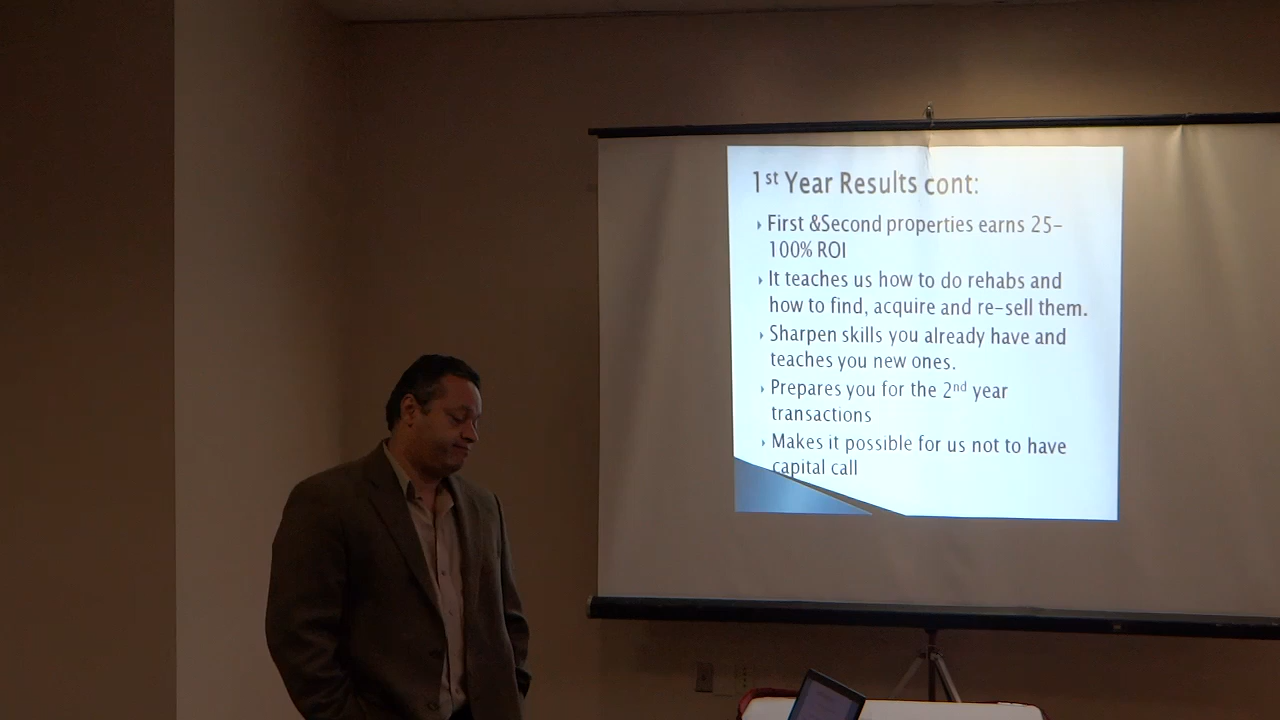 1st Year Results cont:
First &Second properties earns 25-
100% ROI
It teaches us how to do rehabs and
how to find, acquire and re-sell them.
Sharpen skills you already have and
teaches you new ones.
Prepares you for the 2nd year
transactions
Makes it possible for us not to have
capital call